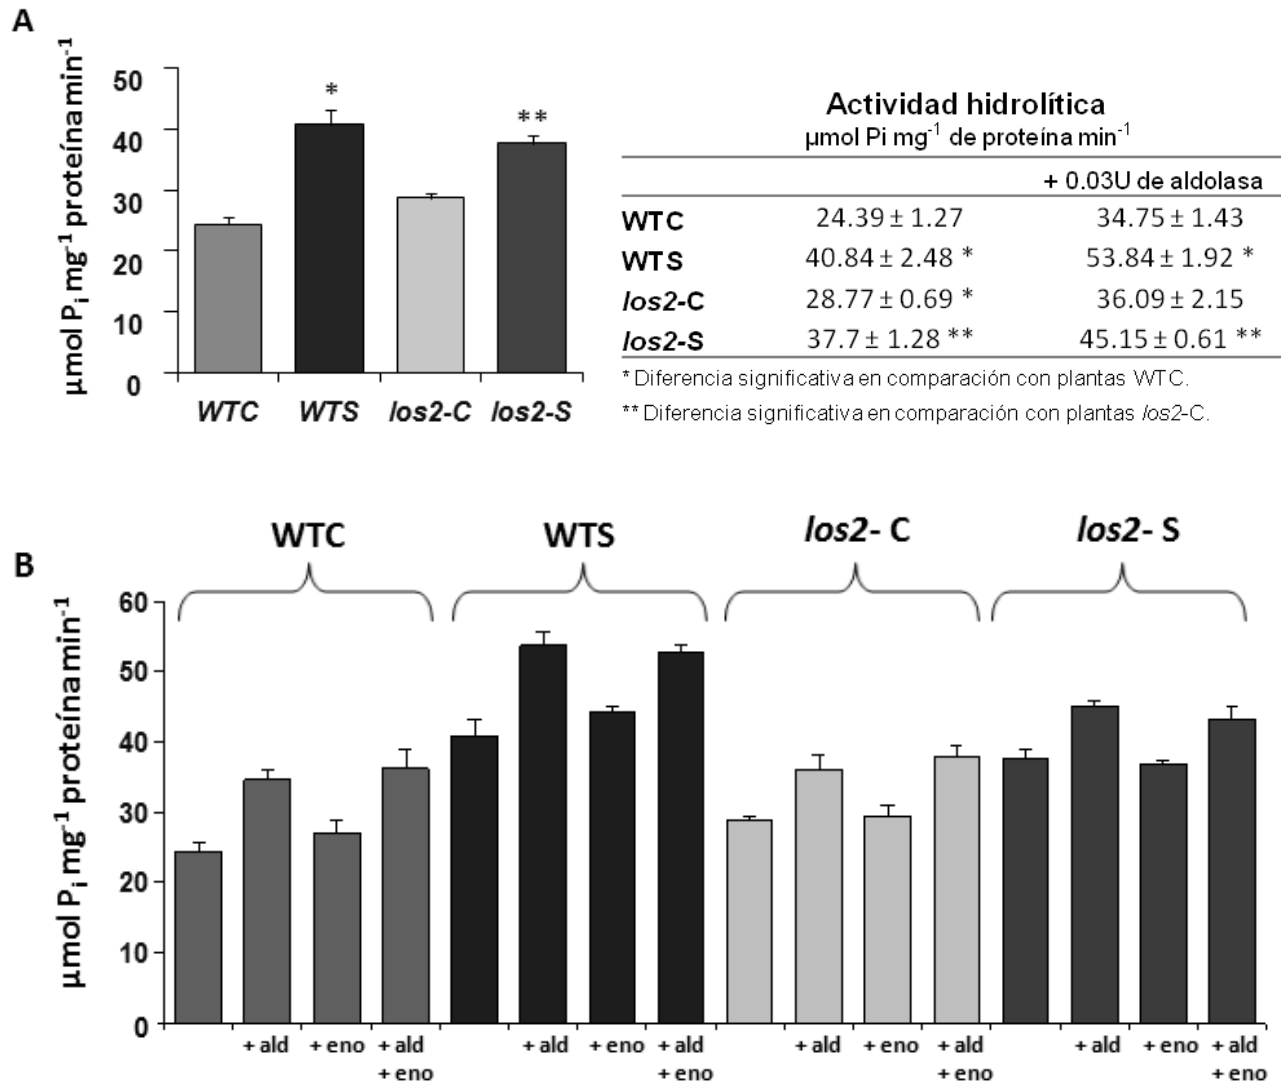 A
µmol Pi mg-1 proteína min-1
50
40
30
20
10
0
*
**
WTC WTS los2-C los2-S
Actividad hidrolítica
µmol Pi mg-1 de proteína min-1
+ 0.03U de aldolasa
WTC 24.39 ± 1.27 34.75 ± 1.43
WTS 40.84 ± 2.48 * 53.84 ± 1.92 *
los2-C 28.77 ± 0.69 * 36.09 ± 2.15
los2-S 37.7 ± 1.28 ** 45.15 ± 0.61 **
* Diferencia significativa en comparación con plantas WTC.
** Diferencia significativa en comparación con plantas los2-C.
B
WTC WTS los2- C los2- S
µmol Pi mg-1 proteína min-1
60
50
40
30
20
10
0
+ ald + eno + ald + ald + eno + ald + ald + eno + ald + ald + eno + ald
+ eno + eno + eno + eno